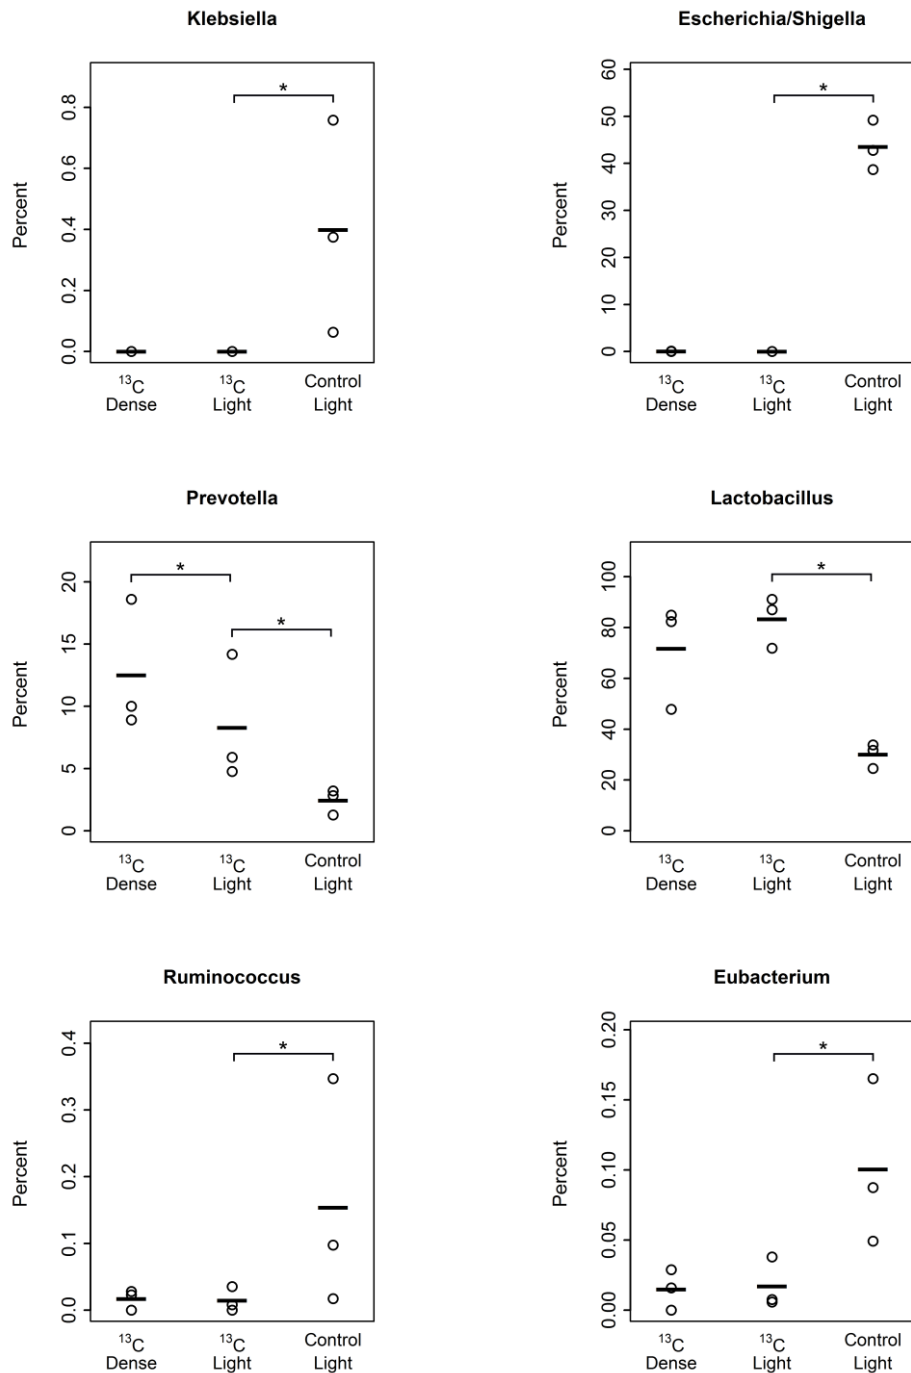 Klebsiella
Percent
0.0 0.2 0.4 0.6 0.8
*
¹³C Dense
¹³C Light
Control Light
Escherichia/Shigella
Percent
0 10 20 30 40 50 60
*
¹³C Dense
¹³C Light
Control Light
Prevotella
Percent
0 5 10 15 20
*
*
¹³C Dense
¹³C Light
Control Light
Lactobacillus
Percent
0 20 40 60 80 100
*
¹³C Dense
¹³C Light
Control Light
Ruminococcus
Percent
0.0 0.1 0.2 0.3 0.4
*
¹³C Dense
¹³C Light
Control Light
Eubacterium
Percent
0.00 0.05 0.10 0.15 0.20
*
¹³C Dense
¹³C Light
Control Light